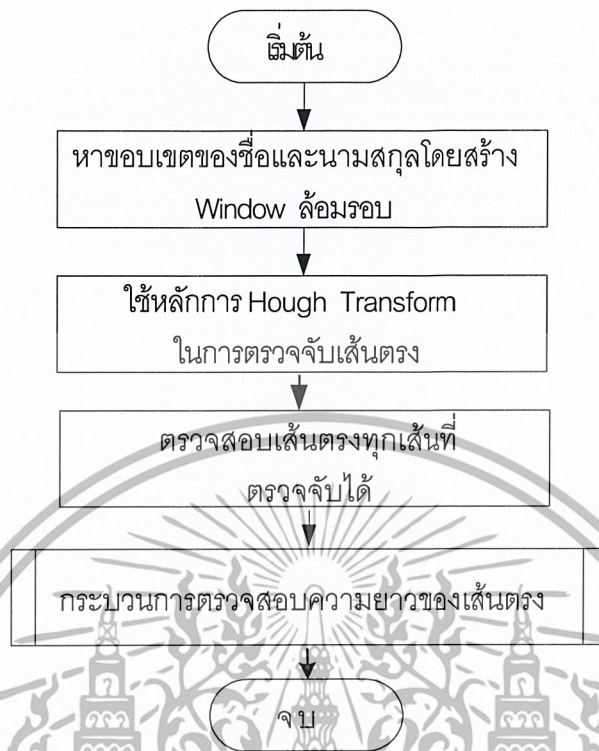 เริ่มต้น
หาขอบเขตของชื่อและนามสกุลโดยสร้าง
Window ล้อมรอบ
ใช้หลักการ Hough Transform
ในการตรวจจับเส้นตรง
ตรวจสอบเส้นตรงทุกเส้นที่
ตรวจจับได้
กระบวนการตรวจสอบความยาวของเส้นตรง
จบ